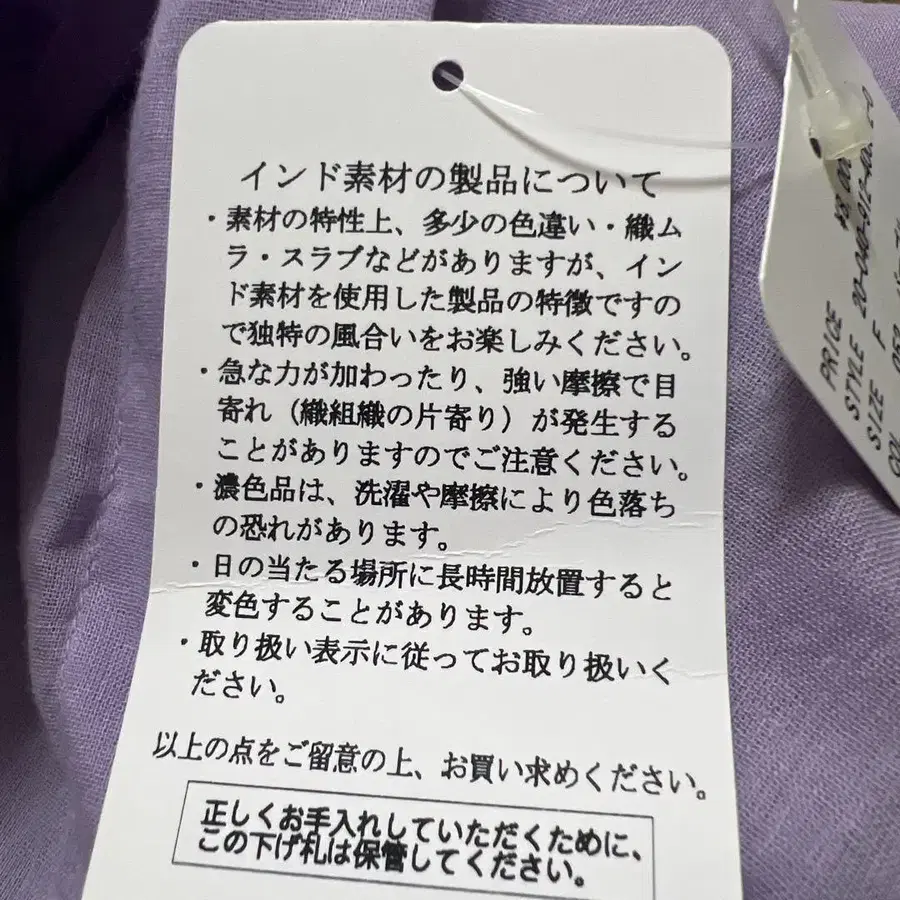 インド素材の製品について
・素材の特性上、多少の色違い・織ム
ラ・スラブなどがありますが、イン
ド素材を使用した製品の特徴ですの
で独特の風合いをお楽しみください。
・急な力が加わったり、強い摩擦で目
寄れ（織組織の片寄り）が発生する
ことがありますのでご注意ください。
・濃色品は、洗濯や摩擦により色落ち
の恐れがあります。
・日の当たる場所に長時間放置すると
変色することがあります。
・取り扱い表示に従ってお取り扱いく
ださい。
以上の点をご留意の上、お買い求めください。
正しくお手入れしていただくために、
この下げ札は保管してください。
PRICE
STYLE 20-040-912-
SIZE F